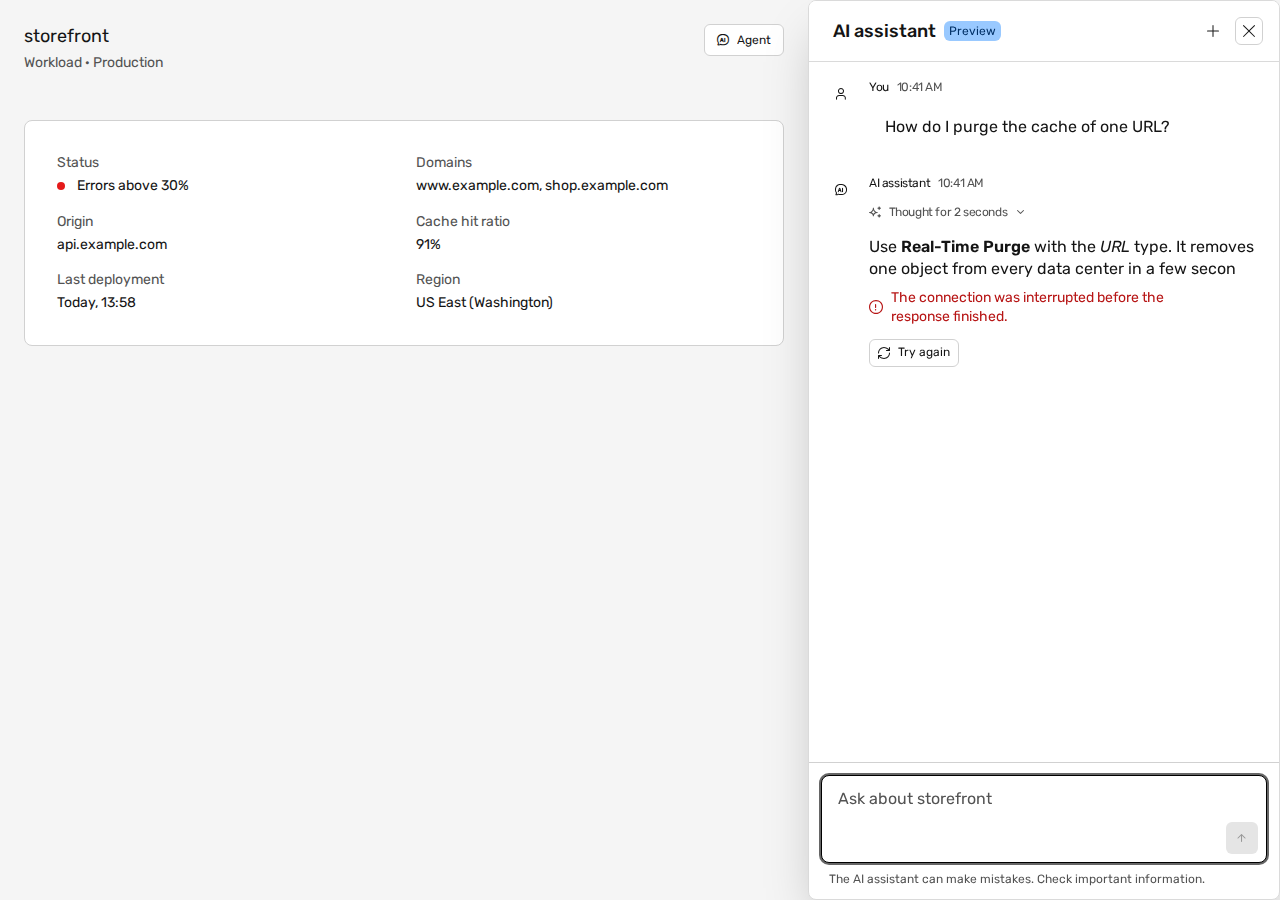 storefront
Workload • Production
Agent
Status
Errors above 30%
Domains
www.example.com, shop.example.com
Origin
api.example.com
Cache hit ratio
91%
Last deployment
Today, 13:58
Region
US East (Washington)
AI assistant Preview
You 10:41 AM
How do I purge the cache of one URL?
AI assistant 10:41 AM
Thought for 2 seconds
Use Real-Time Purge with the URL type. It removes
one object from every data center in a few secon
The connection was interrupted before the
response finished.
Try again
Ask about storefront
The AI assistant can make mistakes. Check important information.